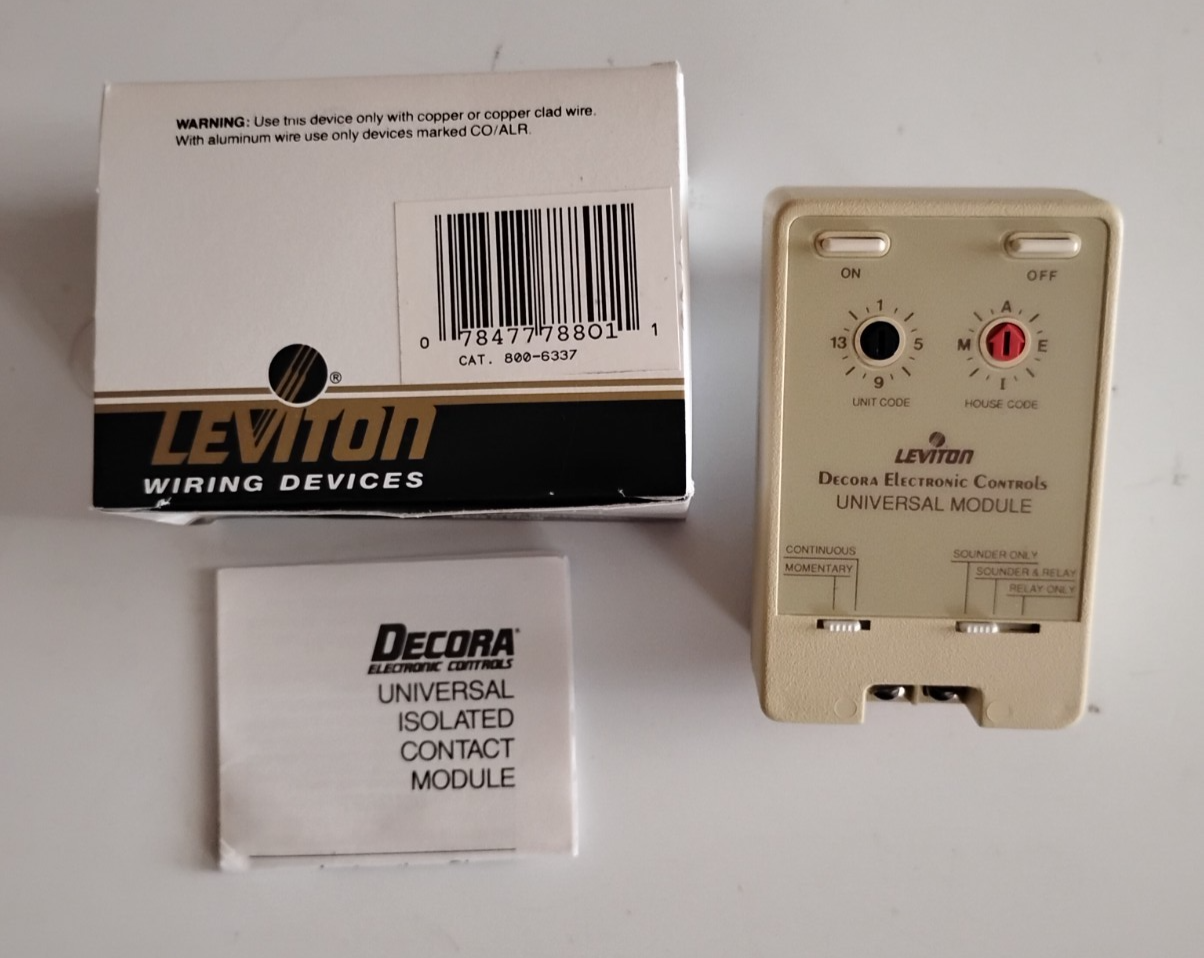 WARNING: Use this device only with copper or copper clad wire.
With aluminum wire use only devices marked CO/ALR.
0 78477 78801 1
CAT. 800-6337
®
LEVITON
WIRING DEVICES
DECORA®
ELECTRONIC CONTROLS
UNIVERSAL
ISOLATED
CONTACT
MODULE
ON OFF
1
13 5
9
UNIT CODE
A
M E
I
HOUSE CODE
LEVITON
DECORA ELECTRONIC CONTROLS
UNIVERSAL MODULE
CONTINUOUS
MOMENTARY
SOUNDER ONLY
SOUNDER & RELAY
RELAY ONLY